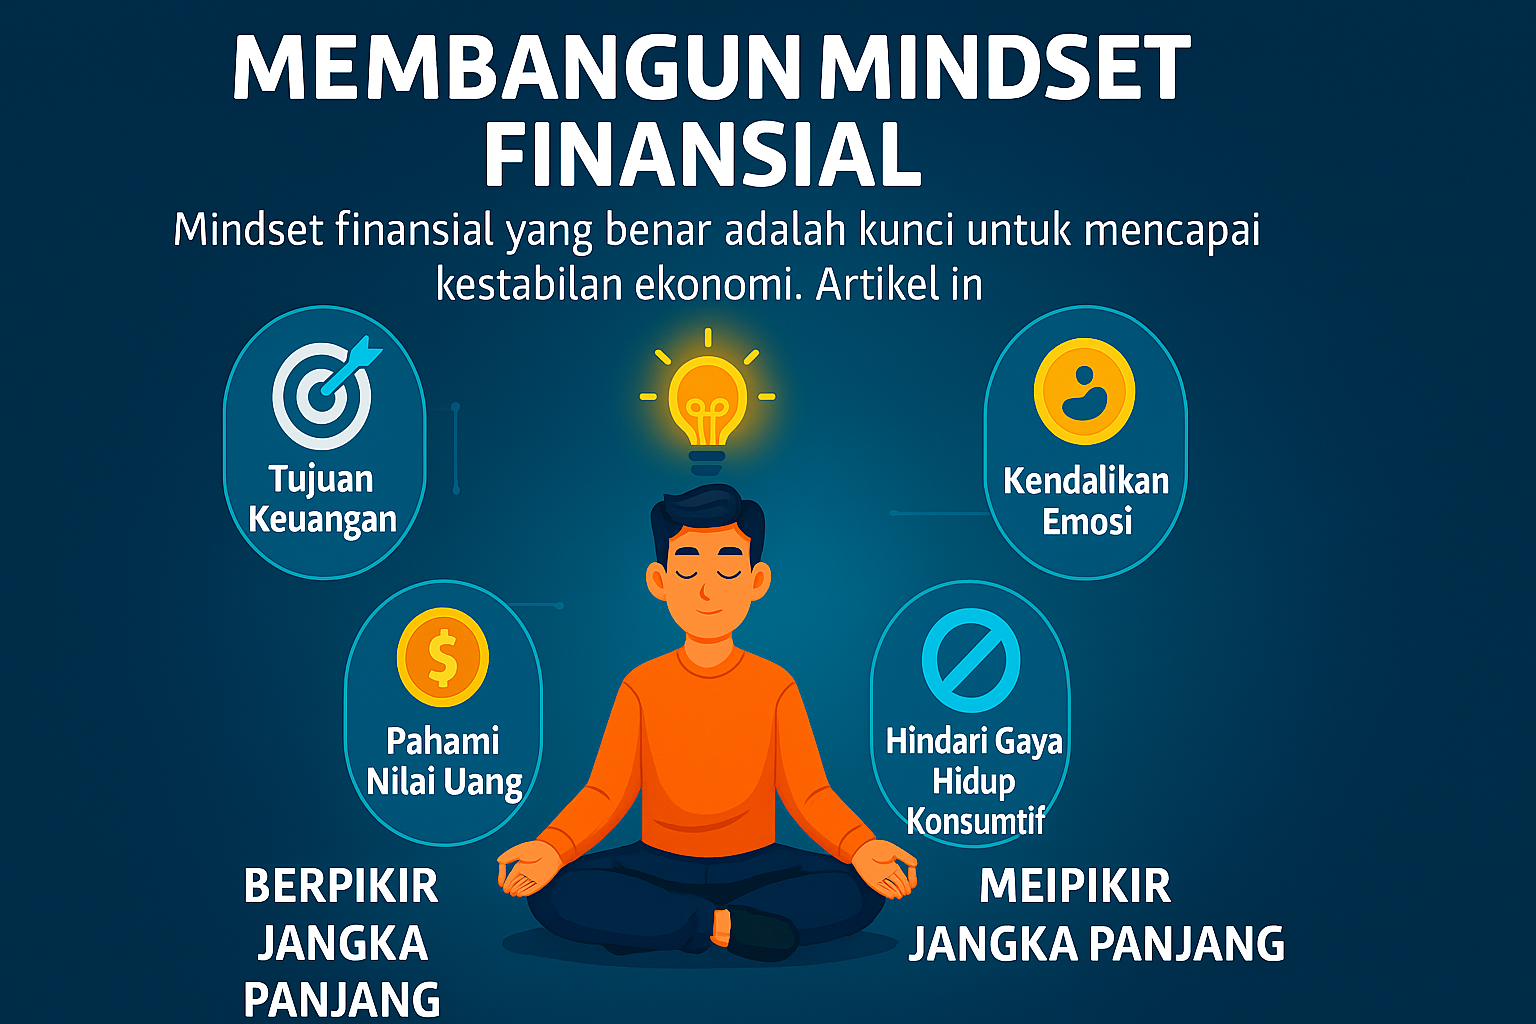 MEMBANGUN MINDSET
FINANSIAL
Mindset finansial yang benar adalah kunci untuk mencapai
kestabilan ekonomi. Artikel in
Tujuan
Keuangan
Kendalikan
Emosi
Pahami
Nilai Uang
Hindari Gaya
Hidup
Konsumtif
BERPIKIR
JANGKA
PANJANG
MEIPIKIR
JANGKA PANJANG